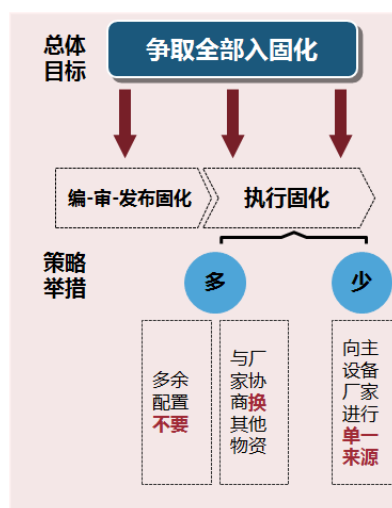 总体
目标
争取全部入固化
编-审-发布固化
执行固化
策略
举措
多
少
多余
配置
不要
与厂
家协
商换
其他
物资
向主
设备
厂家
进行
单一
来源